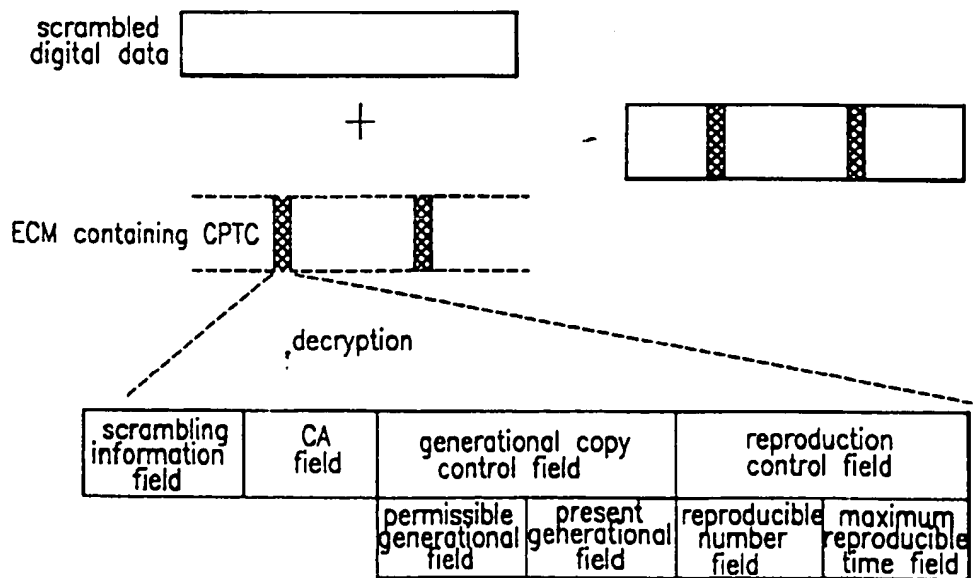 scrambled
digital data
+
-
ECM containing CPTC
decryption
scrambling
information
field
CA
field
generational copy
control field
reproduction
control field
permissible
generational
field
present
generational
field
reproducible
number
field
maximum
reproducible
time field